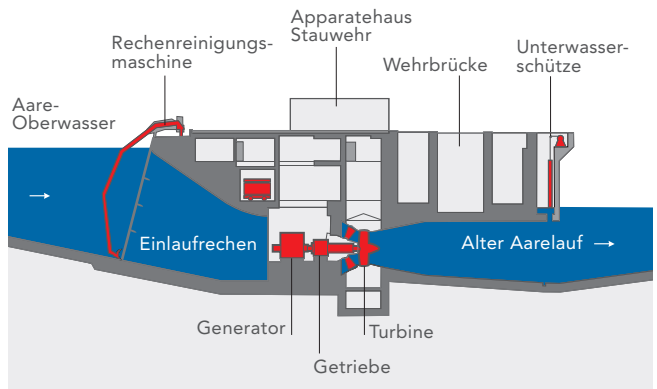 Apparatehaus
Stauwehr
Rechenreinigungs-
maschine
Wehrbrücke
Unterwasser-
schütze
Aare-
Oberwasser
→
Einlaufrechen
Alter Aarelauf →
Generator
Turbine
Getriebe